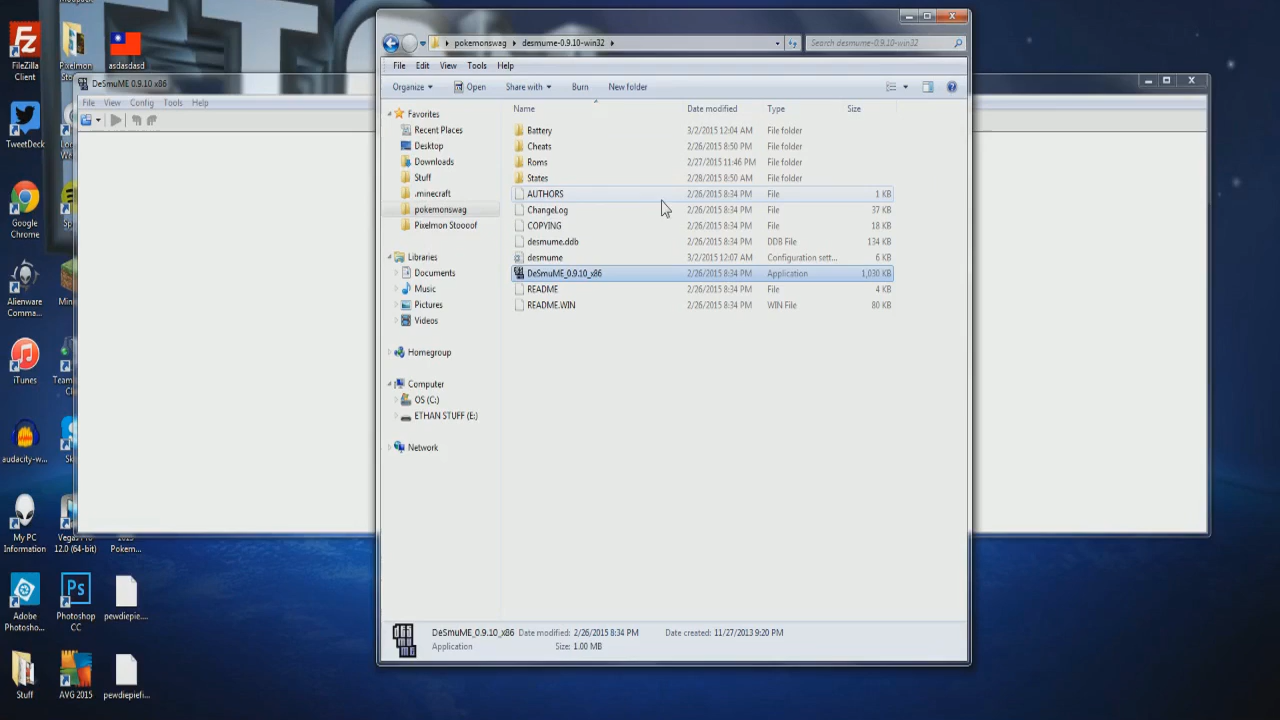 FileZilla
Client
Pixelmon
asdasdasd
TweetDeck
Google
Chrome
Alienware
Comma...
iTunes
audacity-w...
My PC
Information
Vegas
12.0 (64-bit)
Pokem...
Adobe
Photosho...
Photoshop
CC
pewdiepie....
Stuff
AVG 2015
pewdiepiefi...
DeSmuME 0.9.10 x86
File View Config Tools Help
pokemonswag desmume-0.9.10-win32
Search desmume-0.9.10-win32
File Edit View Tools Help
Organize Open Share with Burn New folder
Favorites
Recent Places
Desktop
Downloads
Stuff
.minecraft
pokemonswag
Pixelmon Stoooof
Libraries
Documents
Music
Pictures
Videos
Homegroup
Computer
OS (C:)
ETHAN STUFF (E:)
Network
Name Date modified Type Size
Battery 3/2/2015 12:04 AM File folder
Cheats 2/26/2015 8:50 PM File folder
Roms 2/27/2015 11:46 PM File folder
States 2/28/2015 8:50 AM File folder
AUTHORS 2/26/2015 8:34 PM File 1 KB
ChangeLog 2/26/2015 8:34 PM File 37 KB
COPYING 2/26/2015 8:34 PM File 18 KB
desmume.ddb 2/26/2015 8:34 PM DDB File 134 KB
desmume 3/2/2015 12:07 AM Configuration sett... 6 KB
DeSmuME_0.9.10_x86 2/26/2015 8:34 PM Application 1,030 KB
README 2/26/2015 8:34 PM File 4 KB
README.WIN 2/26/2015 8:34 PM WIN File 80 KB
DeSmuME_0.9.10_x86 Date modified: 2/26/2015 8:34 PM Date created: 11/27/2013 9:20 PM
Application Size: 1.00 MB